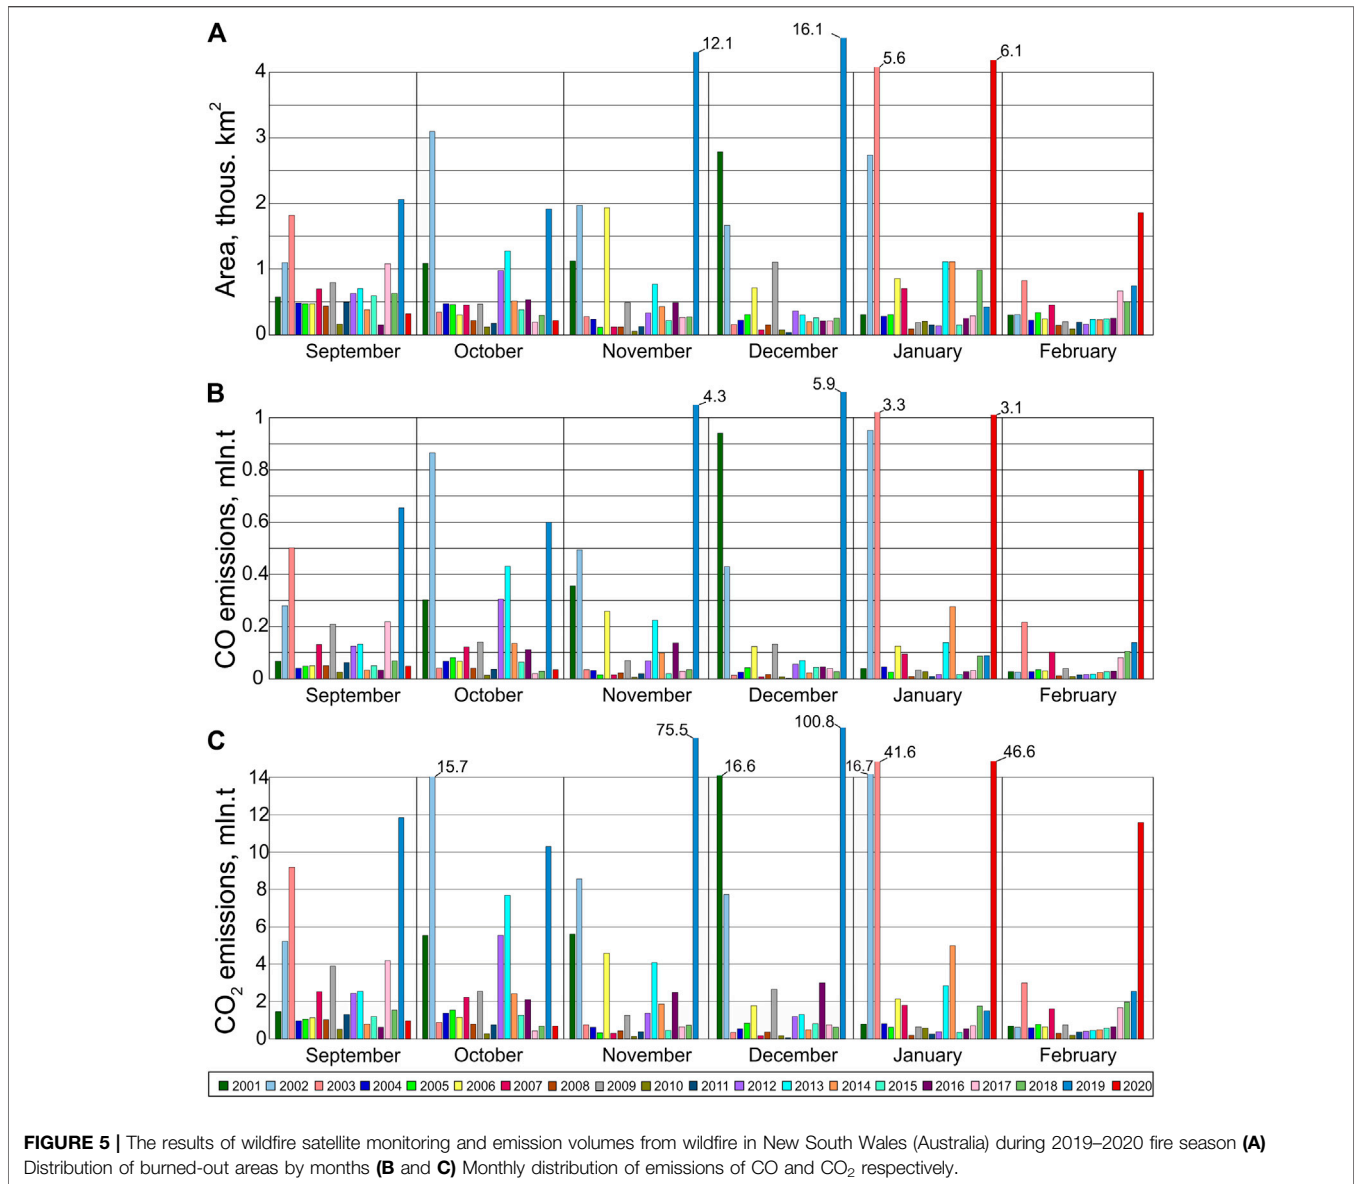 A
16.1
12.1
5.6
6.1
4
3
2
1
0
Area, thous. km²
September October November December January February
B
5.9
4.3
3.3
3.1
1
0.8
0.6
0.4
0.2
0
CO emissions, mln.t
September October November December January February
C
100.8
75.5
15.7
16.6
16.7
41.6
46.6
14
12
10
8
6
4
2
0
CO₂ emissions, mln.t
September October November December January February
2001 2002 2003 2004 2005 2006 2007 2008 2009 2010 2011 2012 2013 2014 2015 2016 2017 2018 2019 2020
FIGURE 5 | The results of wildfire satellite monitoring and emission volumes from wildfire in New South Wales (Australia) during 2019–2020 fire season (A)
Distribution of burned-out areas by months (B and C) Monthly distribution of emissions of CO and CO₂ respectively.